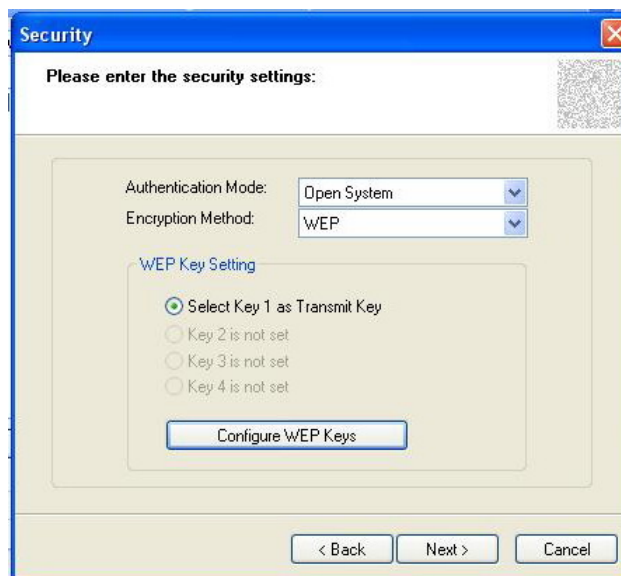 Security
Please enter the security settings:
Authentication Mode: Open System
Encryption Method: WEP
WEP Key Setting
Select Key 1 as Transmit Key
Key 2 is not set
Key 3 is not set
Key 4 is not set
Configure WEP Keys
< Back Next > Cancel